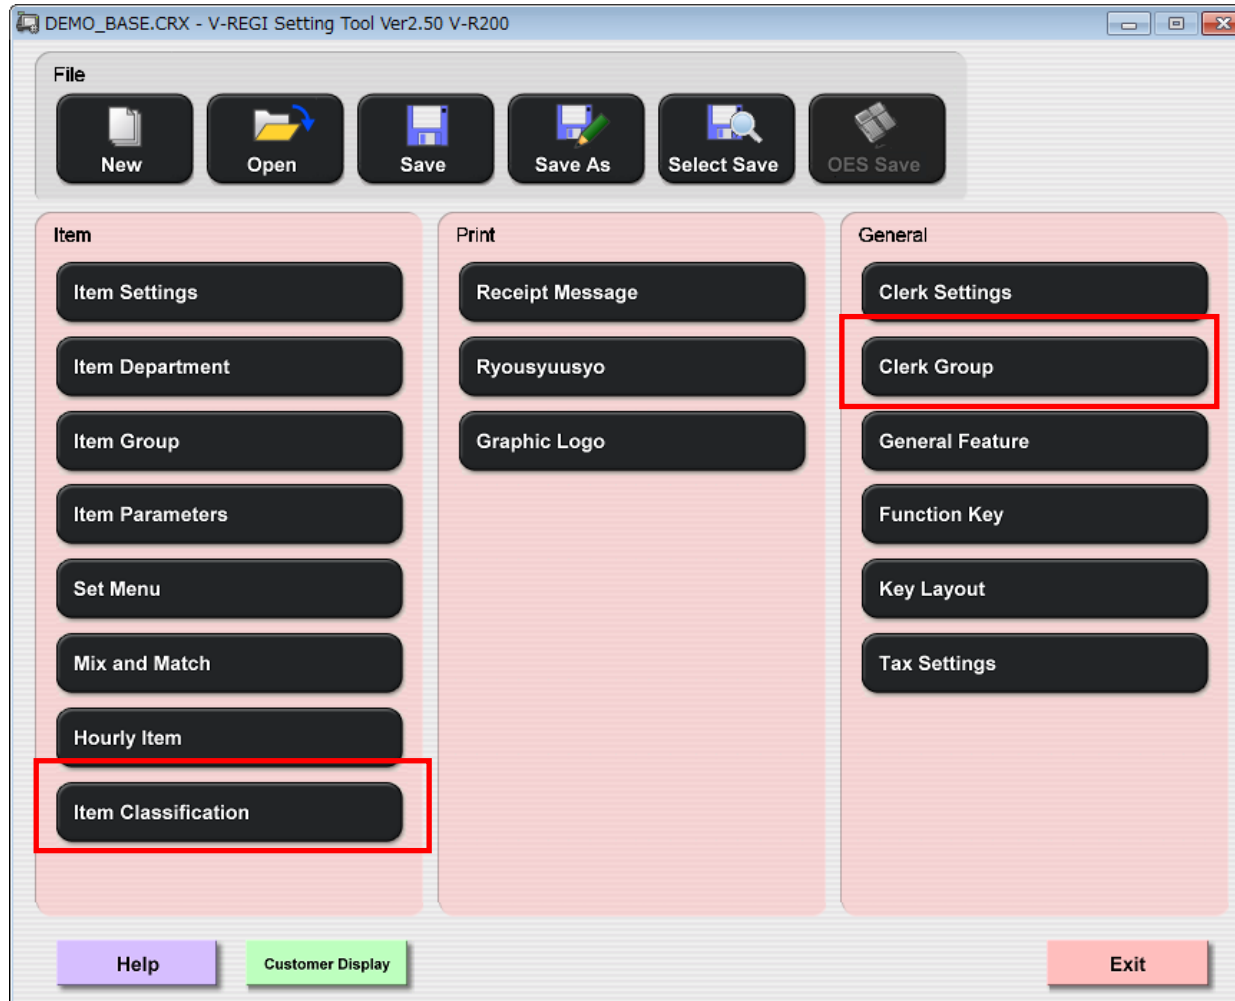 DEMO_BASE.CRX - V-REGI Setting Tool Ver2.50 V-R200
File
New
Open
Save
Save As
Select Save
OES Save
Item
Item Settings
Item Department
Item Group
Item Parameters
Set Menu
Mix and Match
Hourly Item
Item Classification
Print
Receipt Message
Ryousyuusyo
Graphic Logo
General
Clerk Settings
Clerk Group
General Feature
Function Key
Key Layout
Tax Settings
Help
Customer Display
Exit